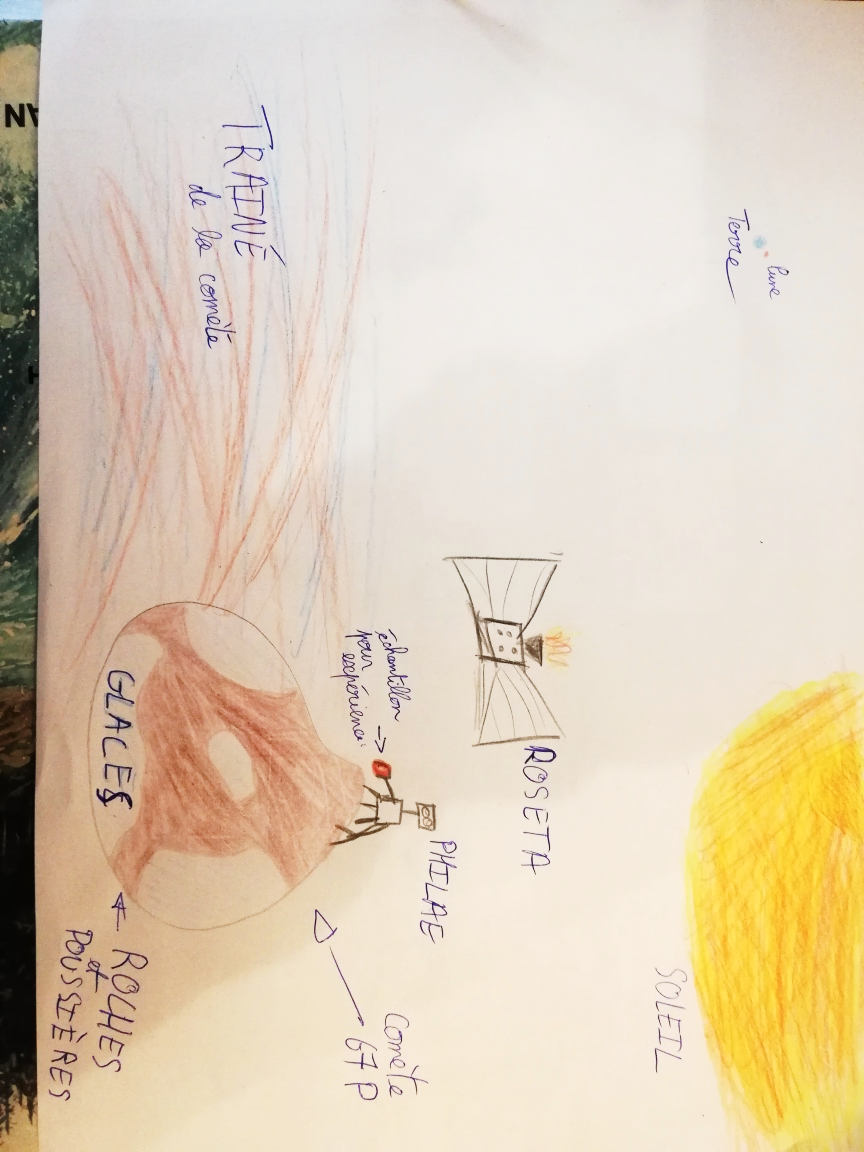 lune
Terre
SOLEIL
ROSETA
PHILAE
échantillon
pour
expérience
Comète
67P
TRAINÉ
de la comète
GLACES
ROCHES
et
POUSSIÈRES